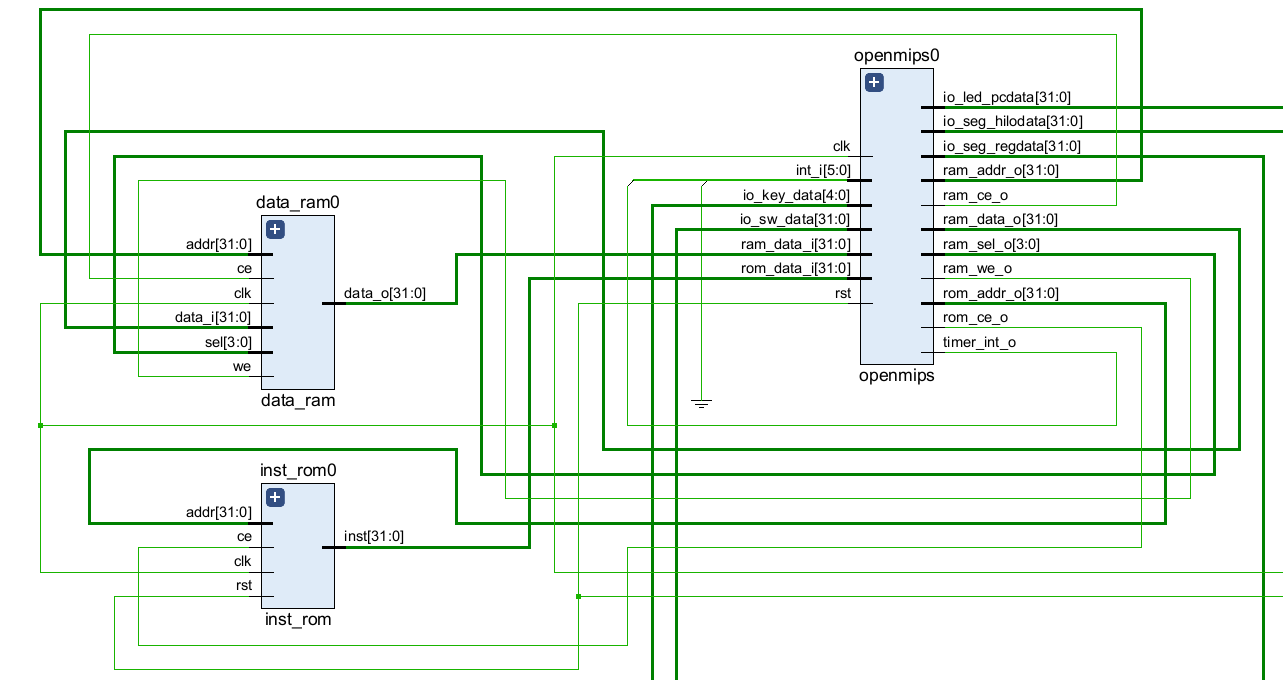 openmips0
io_led_pcdata[31:0]
io_seg_hilodata[31:0]
clk
io_seg_regdata[31:0]
int_i[5:0]
ram_addr_o[31:0]
io_key_data[4:0]
ram_ce_o
io_sw_data[31:0]
ram_data_o[31:0]
ram_data_i[31:0]
ram_sel_o[3:0]
rom_data_i[31:0]
ram_we_o
rst
rom_addr_o[31:0]
rom_ce_o
timer_int_o
openmips
data_ram0
addr[31:0]
ce
clk
data_o[31:0]
data_i[31:0]
sel[3:0]
we
data_ram
inst_rom0
addr[31:0]
ce
inst[31:0]
clk
rst
inst_rom